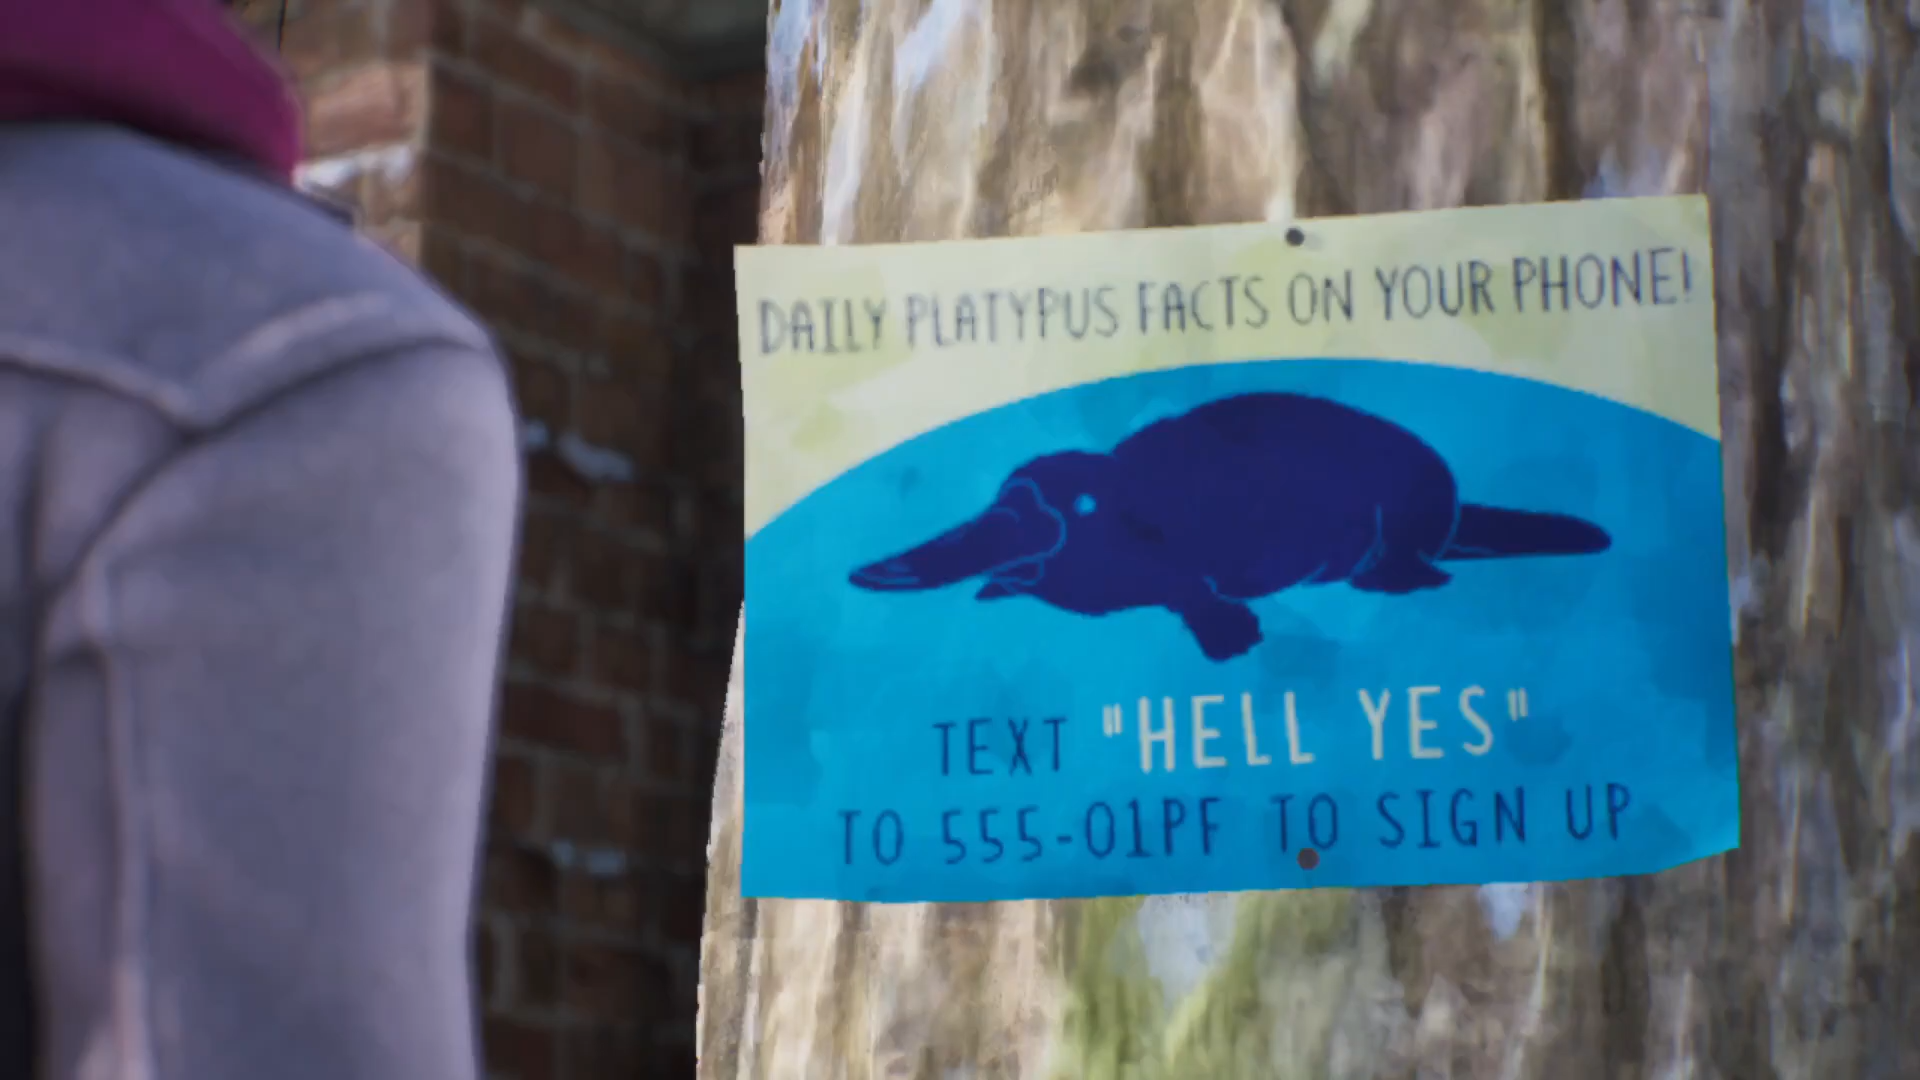 DAILY PLATYPUS FACTS ON YOUR PHONE!
TEXT "HELL YES"
TO 555-01PF TO SIGN UP